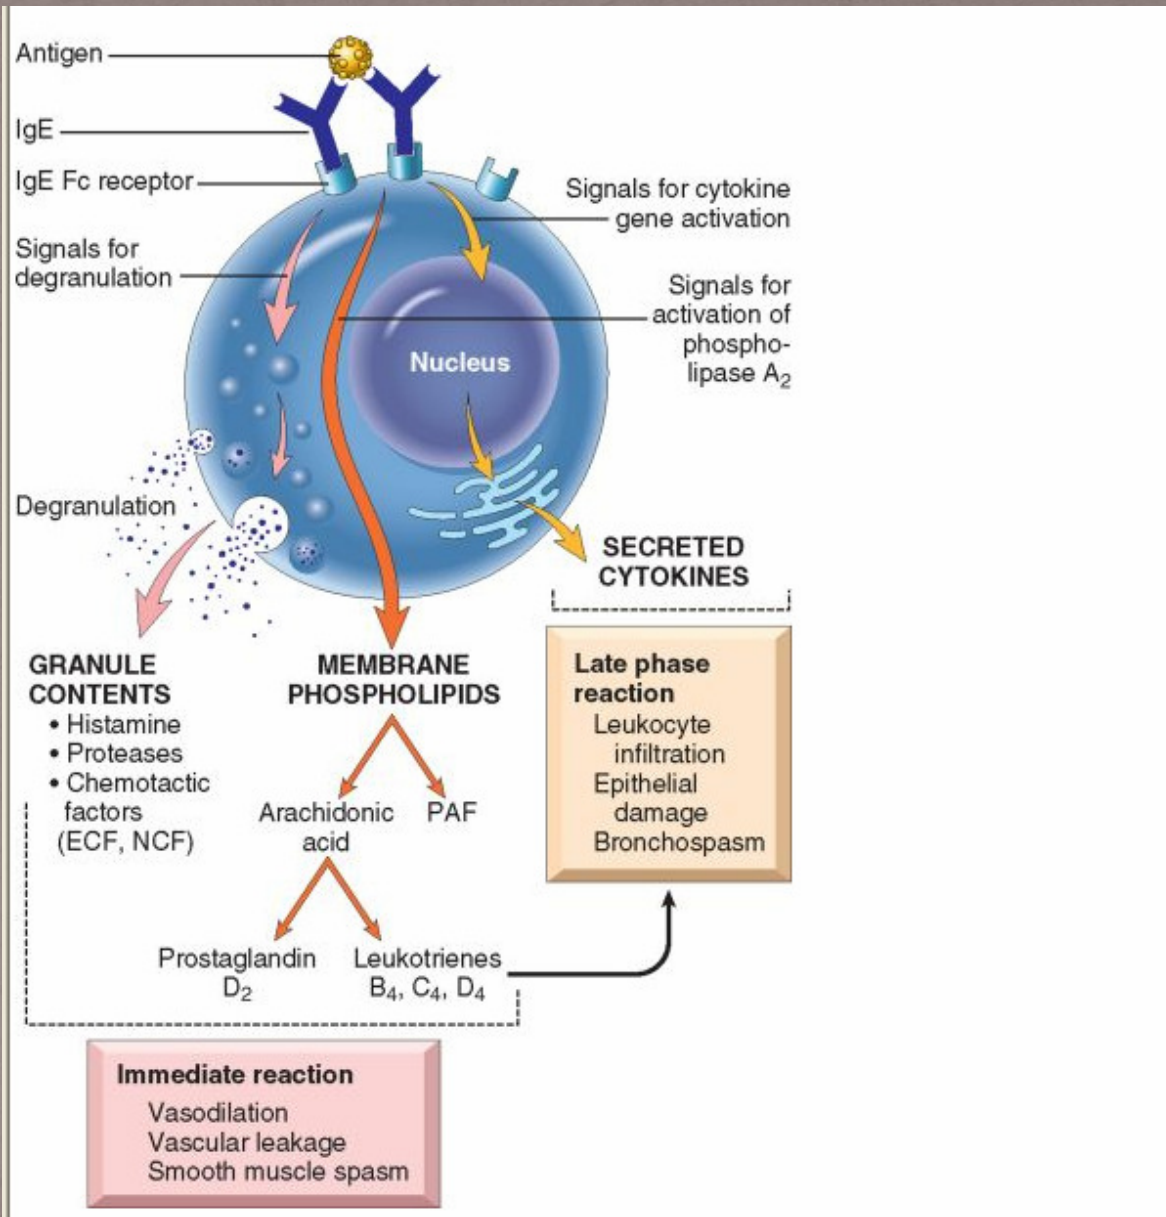 Antigen
IgE
IgE Fc receptor
Signals for
degranulation
Signals for cytokine
gene activation
Signals for
activation of
phospho-
lipase A₂
Nucleus
Degranulation
SECRETED
CYTOKINES
GRANULE
CONTENTS
• Histamine
• Proteases
• Chemotactic
factors
(ECF, NCF)
MEMBRANE
PHOSPHOLIPIDS
Arachidonic
acid
PAF
Prostaglandin
D₂
Leukotrienes
B₄, C₄, D₄
Late phase
reaction
Leukocyte
infiltration
Epithelial
damage
Bronchospasm
Immediate reaction
Vasodilation
Vascular leakage
Smooth muscle spasm